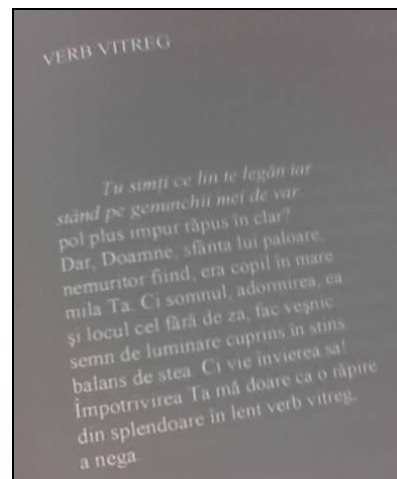 VERB VITREG
Tu simți ce lin te legăn iar
stând pe genunchii mei de var
pol plus impur răpus în clar?
Dar, Doamne, sfânta lui paloare,
nemuritor fiind, era copil în mare
mila Ta. Ci somnul, adormirea, ea
și locul cel fără de za, fac veșnic
semn de luminare cuprins în stins
balans de stea. Ci vie învierea sa!
Împotrivirea Ta mă doare ca o răpire
din splendoare în lent verb vitreg,
a nega.